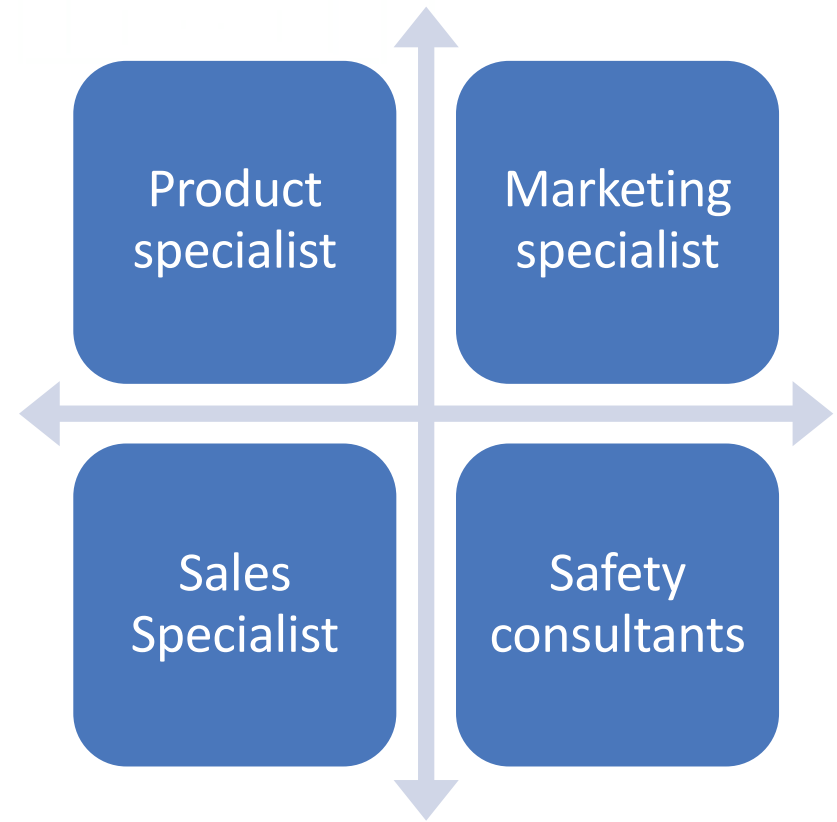 Product
specialist
Marketing
specialist
Sales
Specialist
Safety
consultants